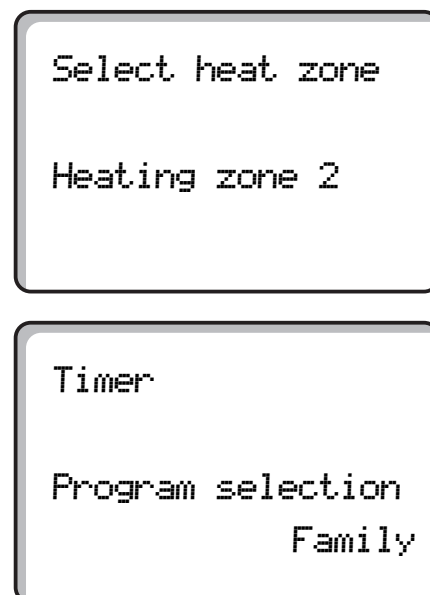 Select heat zone
Heating zone 2
Timer
Program selection
Family